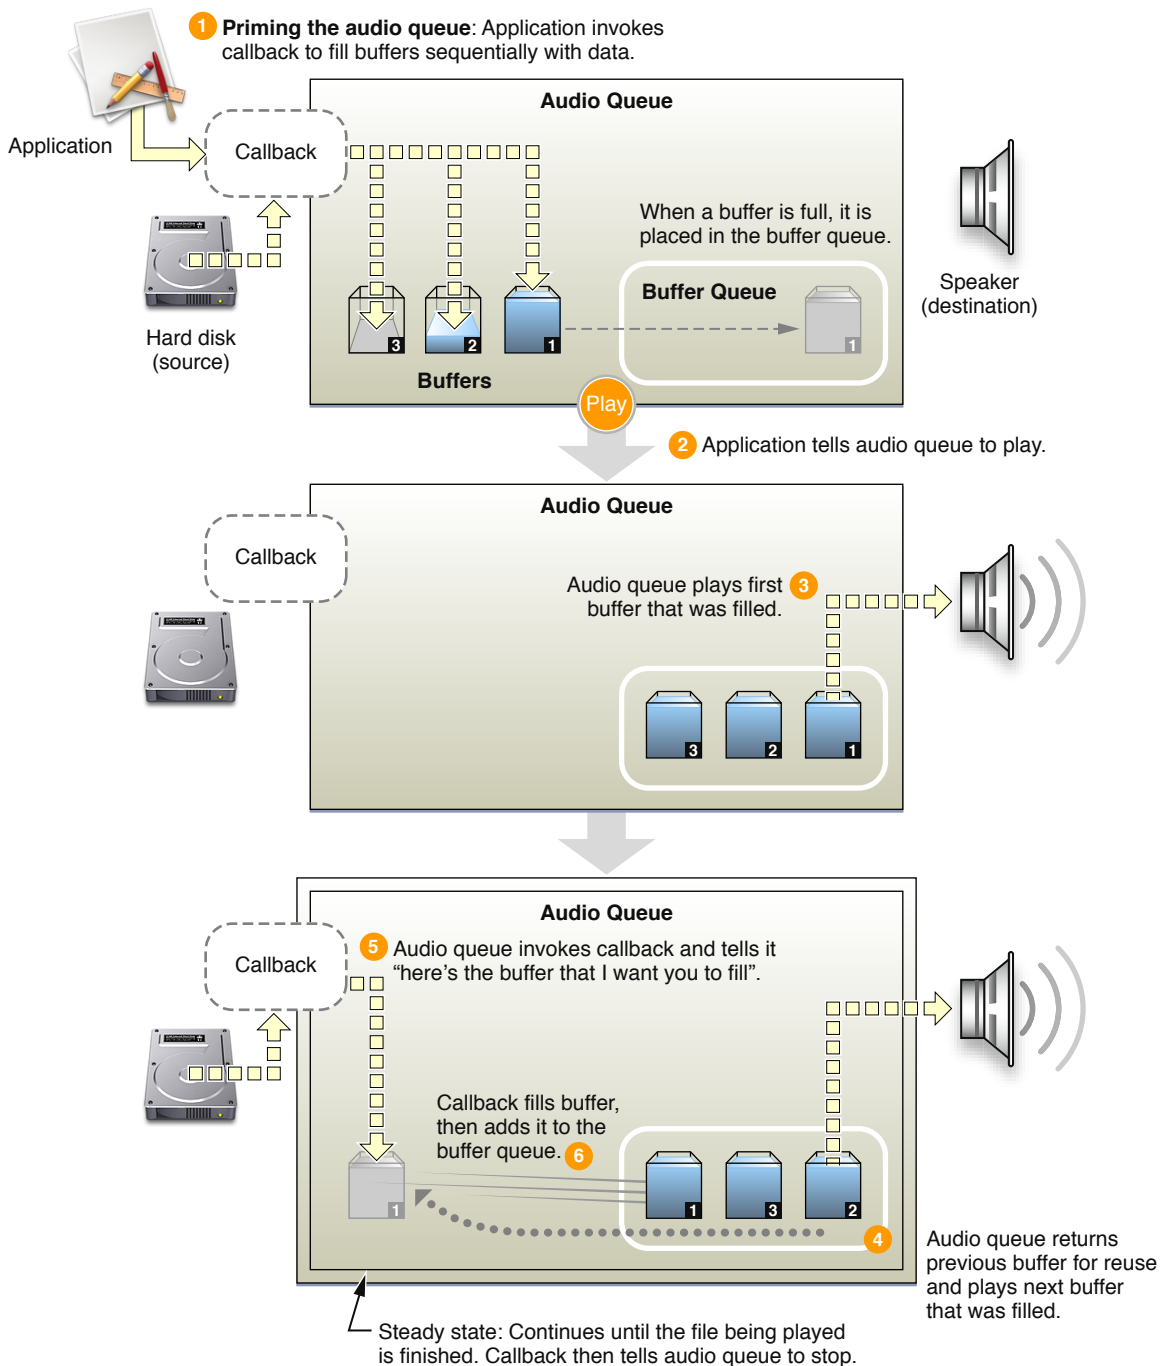 1 Priming the audio queue: Application invokes
callback to fill buffers sequentially with data.
Audio Queue
Application
Callback
When a buffer is full, it is
placed in the buffer queue.
Buffer Queue
Speaker
(destination)
Hard disk
(source)
3
2
1
1
Buffers
Play
2 Application tells audio queue to play.
Audio Queue
Callback
Audio queue plays first 3
buffer that was filled.
3
2
1
Audio Queue
5 Audio queue invokes callback and tells it
“here’s the buffer that I want you to fill”.
Callback
Callback fills buffer,
then adds it to the
buffer queue. 6
1
1
3
2
4
Audio queue returns
previous buffer for reuse
and plays next buffer
that was filled.
Steady state: Continues until the file being played
is finished. Callback then tells audio queue to stop.